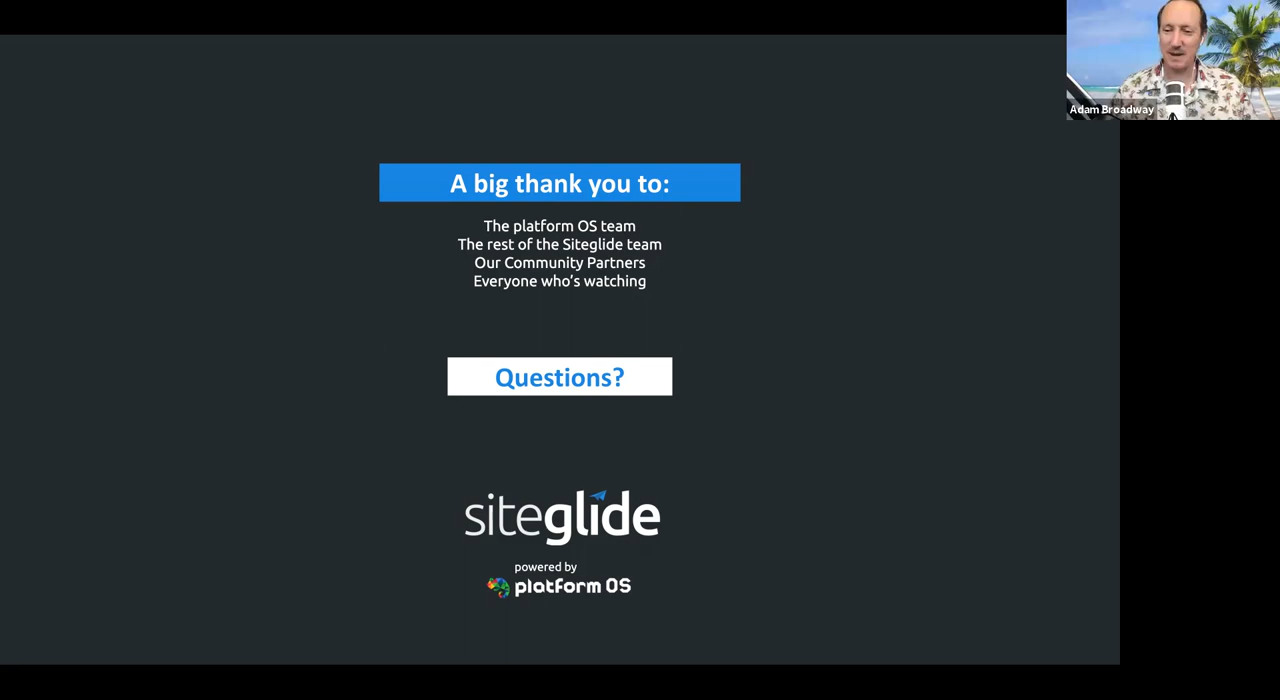 Adam Broadway
A big thank you to:
The platform OS team
The rest of the Siteglide team
Our Community Partners
Everyone who's watching
Questions?
siteglide
powered by
platform OS